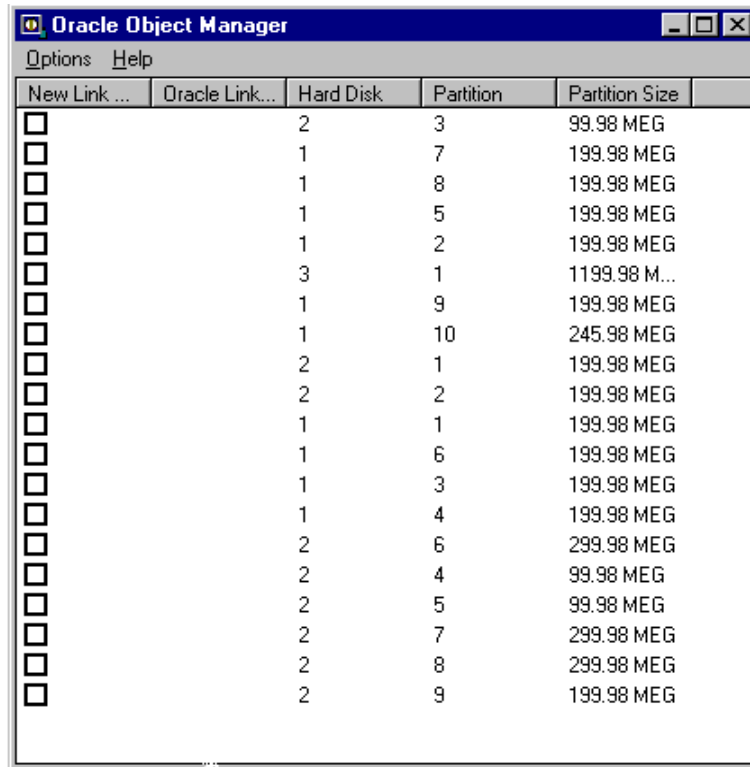 Oracle Object Manager
Options Help
New Link ... Oracle Link... Hard Disk Partition Partition Size
2 3 99.98 MEG
1 7 199.98 MEG
1 8 199.98 MEG
1 5 199.98 MEG
1 2 199.98 MEG
3 1 1199.98 M...
1 9 199.98 MEG
1 10 245.98 MEG
2 1 199.98 MEG
2 2 199.98 MEG
1 1 199.98 MEG
1 6 199.98 MEG
1 3 199.98 MEG
1 4 199.98 MEG
2 6 299.98 MEG
2 4 99.98 MEG
2 5 99.98 MEG
2 7 299.98 MEG
2 8 299.98 MEG
2 9 199.98 MEG